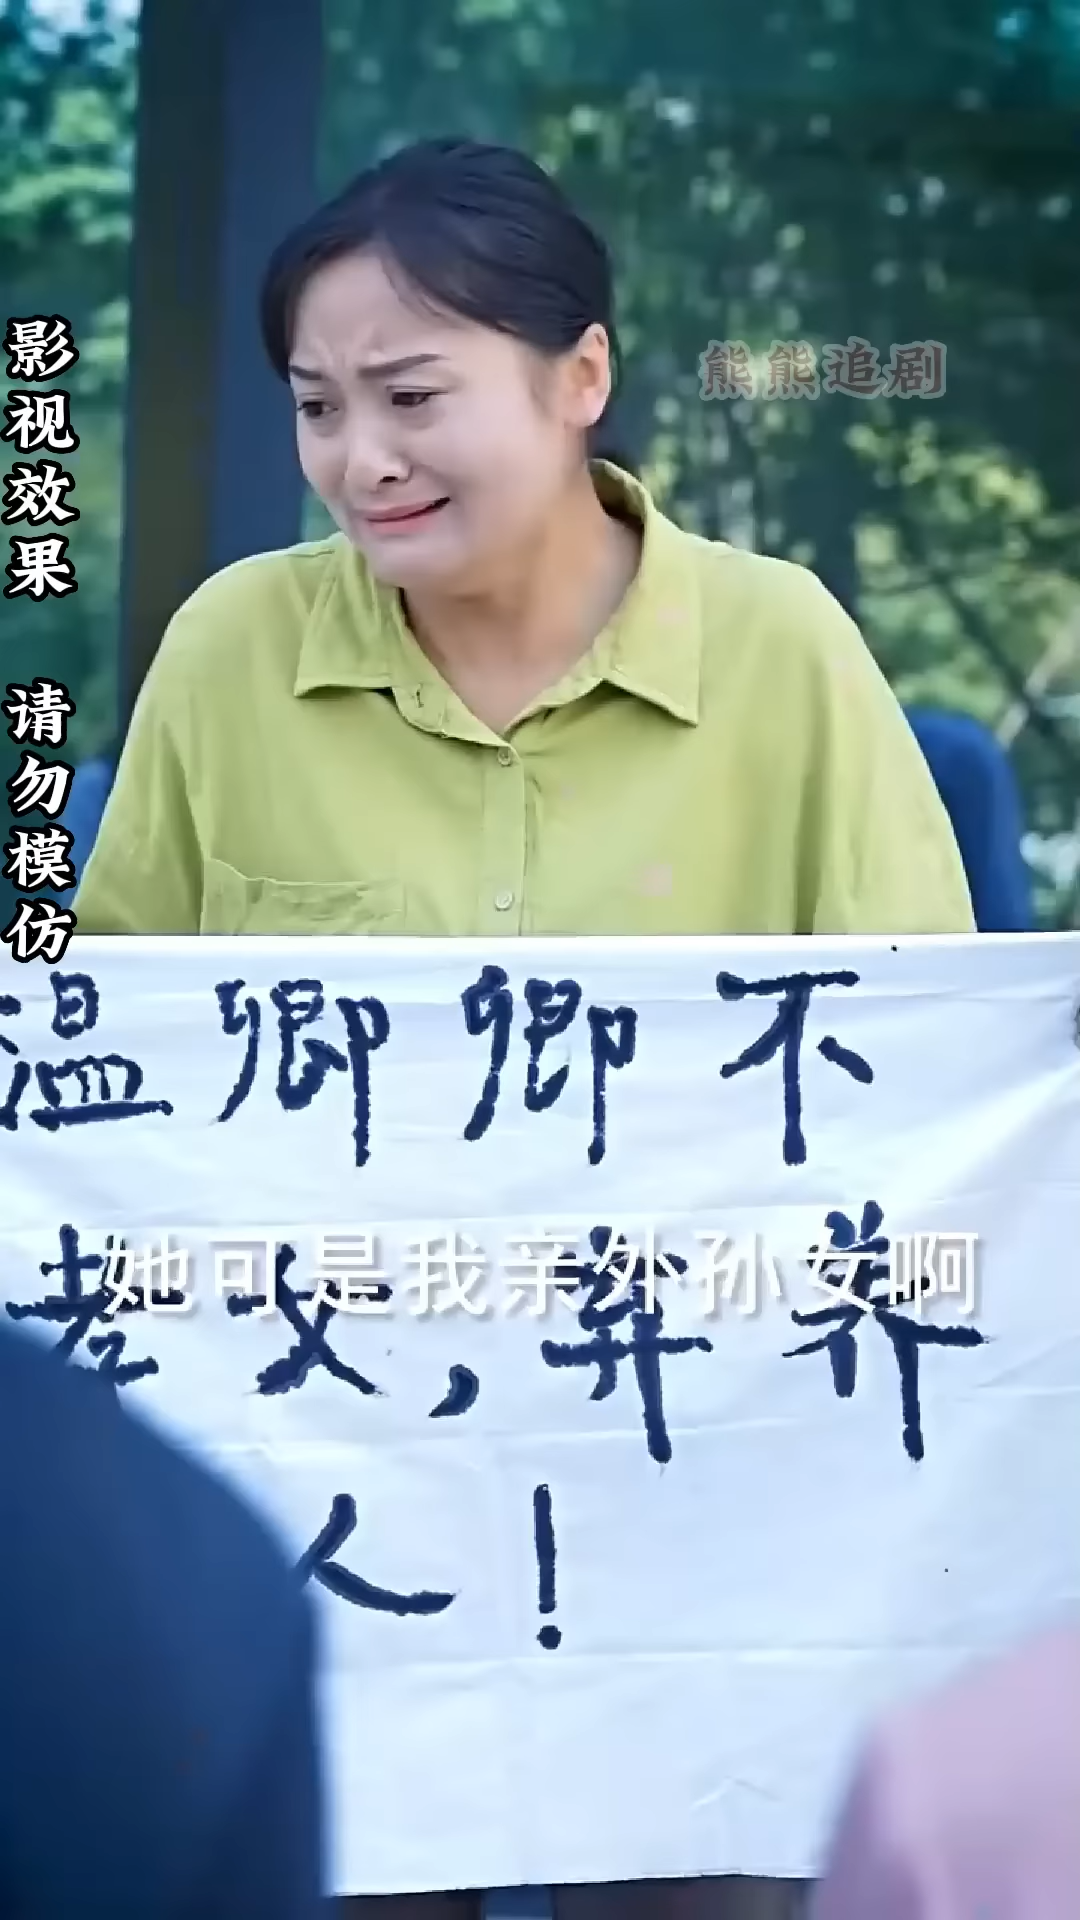 影视效果 请勿模仿
熊熊追剧
温卿卿不
孝女,弃养
她可是我亲外孙女啊
人!